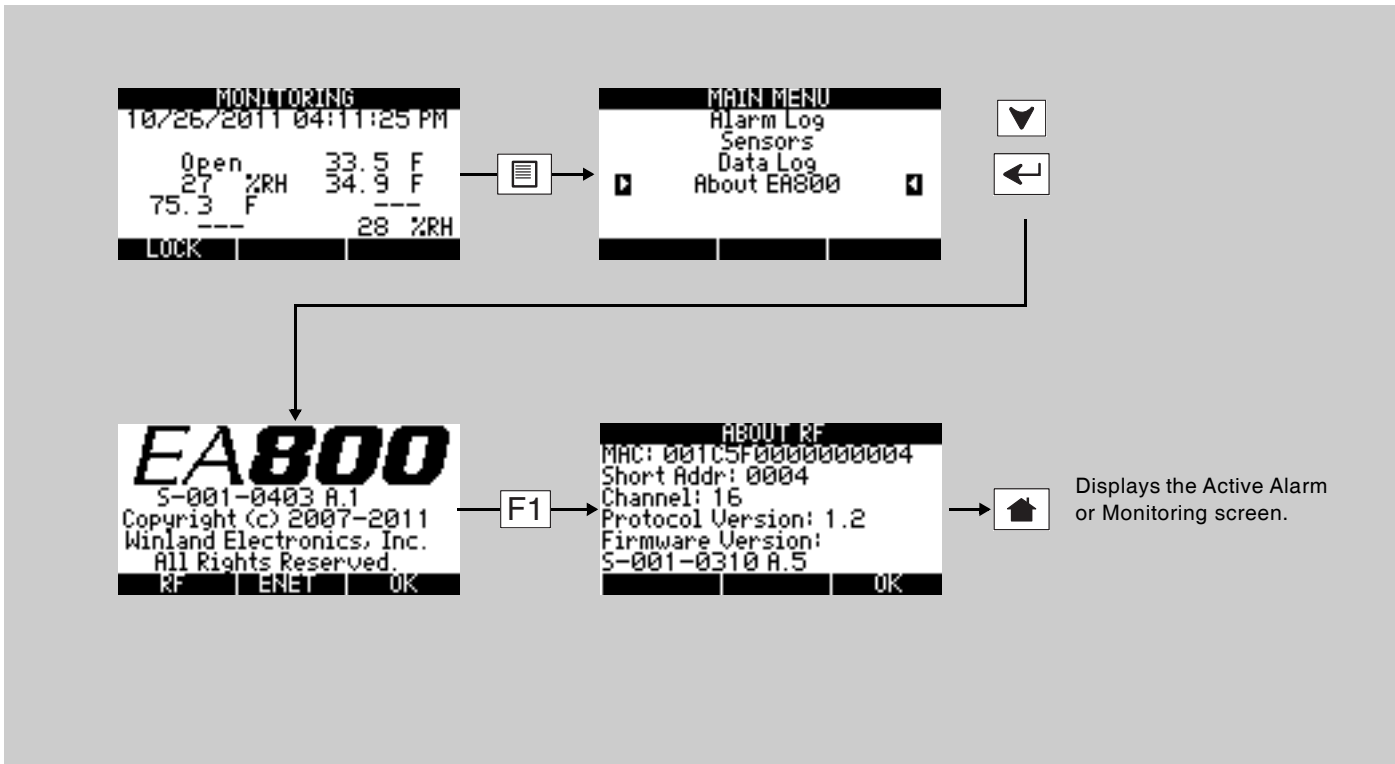 MONITORING
10/26/2011 04:11:25 PM
Open 33.5 F
27 %RH 34.9 F
75.3 F ---
--- 28 %RH
LOCK
MAIN MENU
Alarm Log
Sensors
Data Log
About EA800
EA800
S-001-0403 A.1
Copyright (c) 2007-2011
Winland Electronics, Inc.
All Rights Reserved.
RF ENET OK
F1
ABOUT RF
MAC: 001C5F0000000004
Short Addr: 0004
Channel: 16
Protocol Version: 1.2
Firmware Version:
S-001-0310 A.5
OK
Displays the Active Alarm
or Monitoring screen.